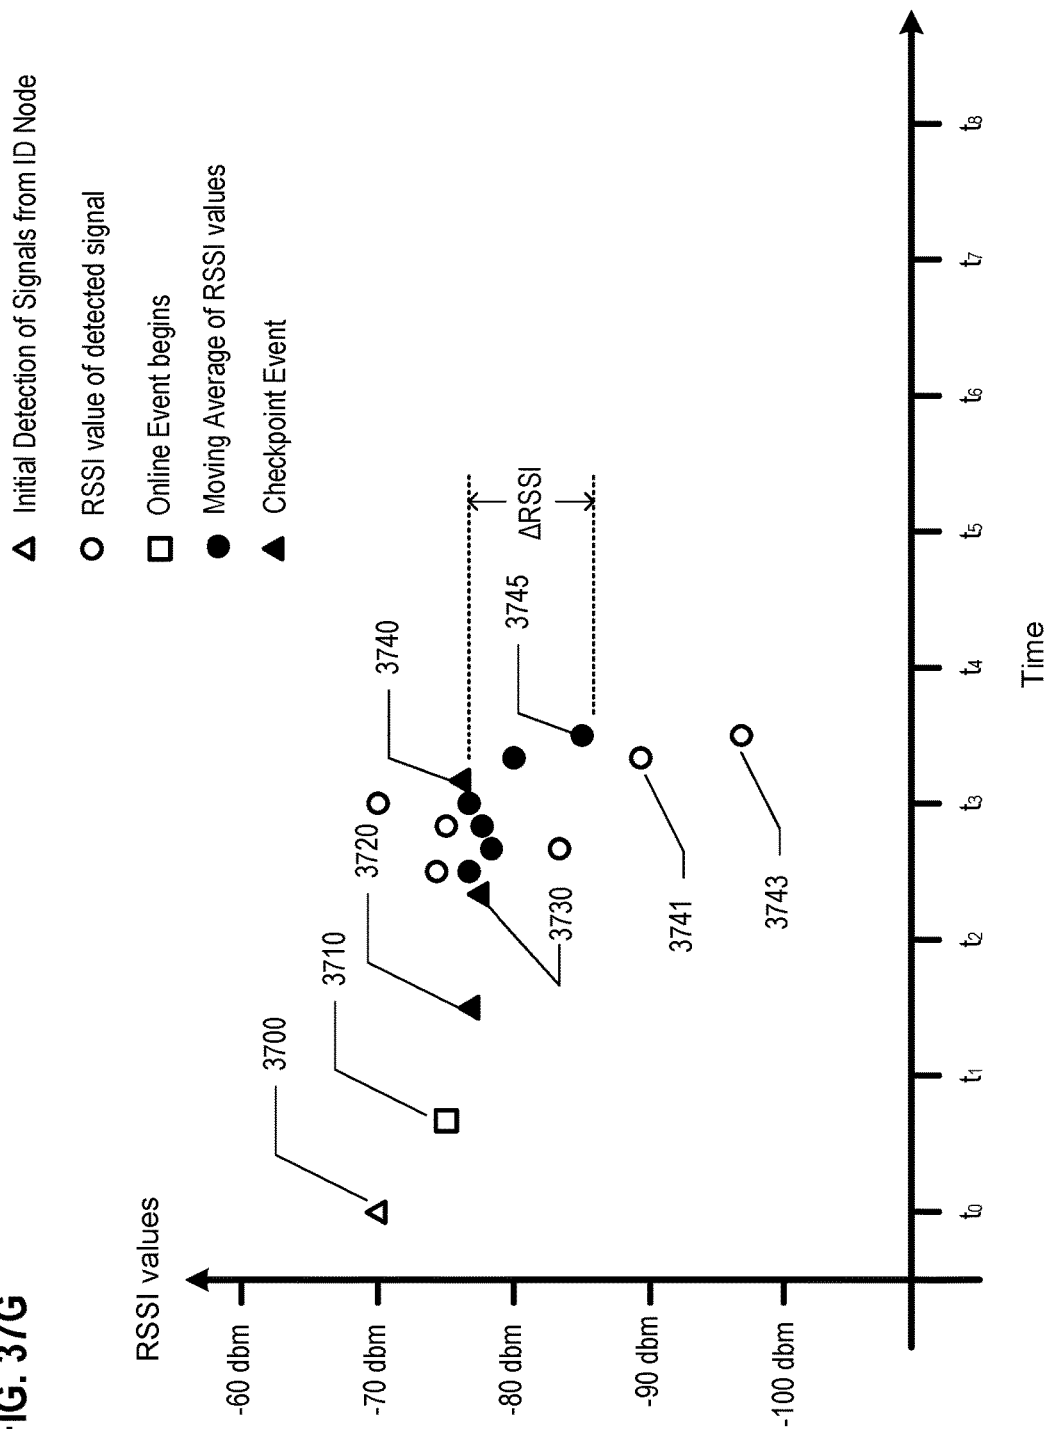 FIG. 37G
Initial Detection of Signals from ID Node
RSSI value of detected signal
Online Event begins
Moving Average of RSSI values
Checkpoint Event
RSSI values
-60 dbm
-70 dbm
-80 dbm
-90 dbm
-100 dbm
3700
3710
3720
3730
3740
3741
3743
3745
ΔRSSI
t0
t1
t2
t3
t4
t5
t6
t7
t8
Time